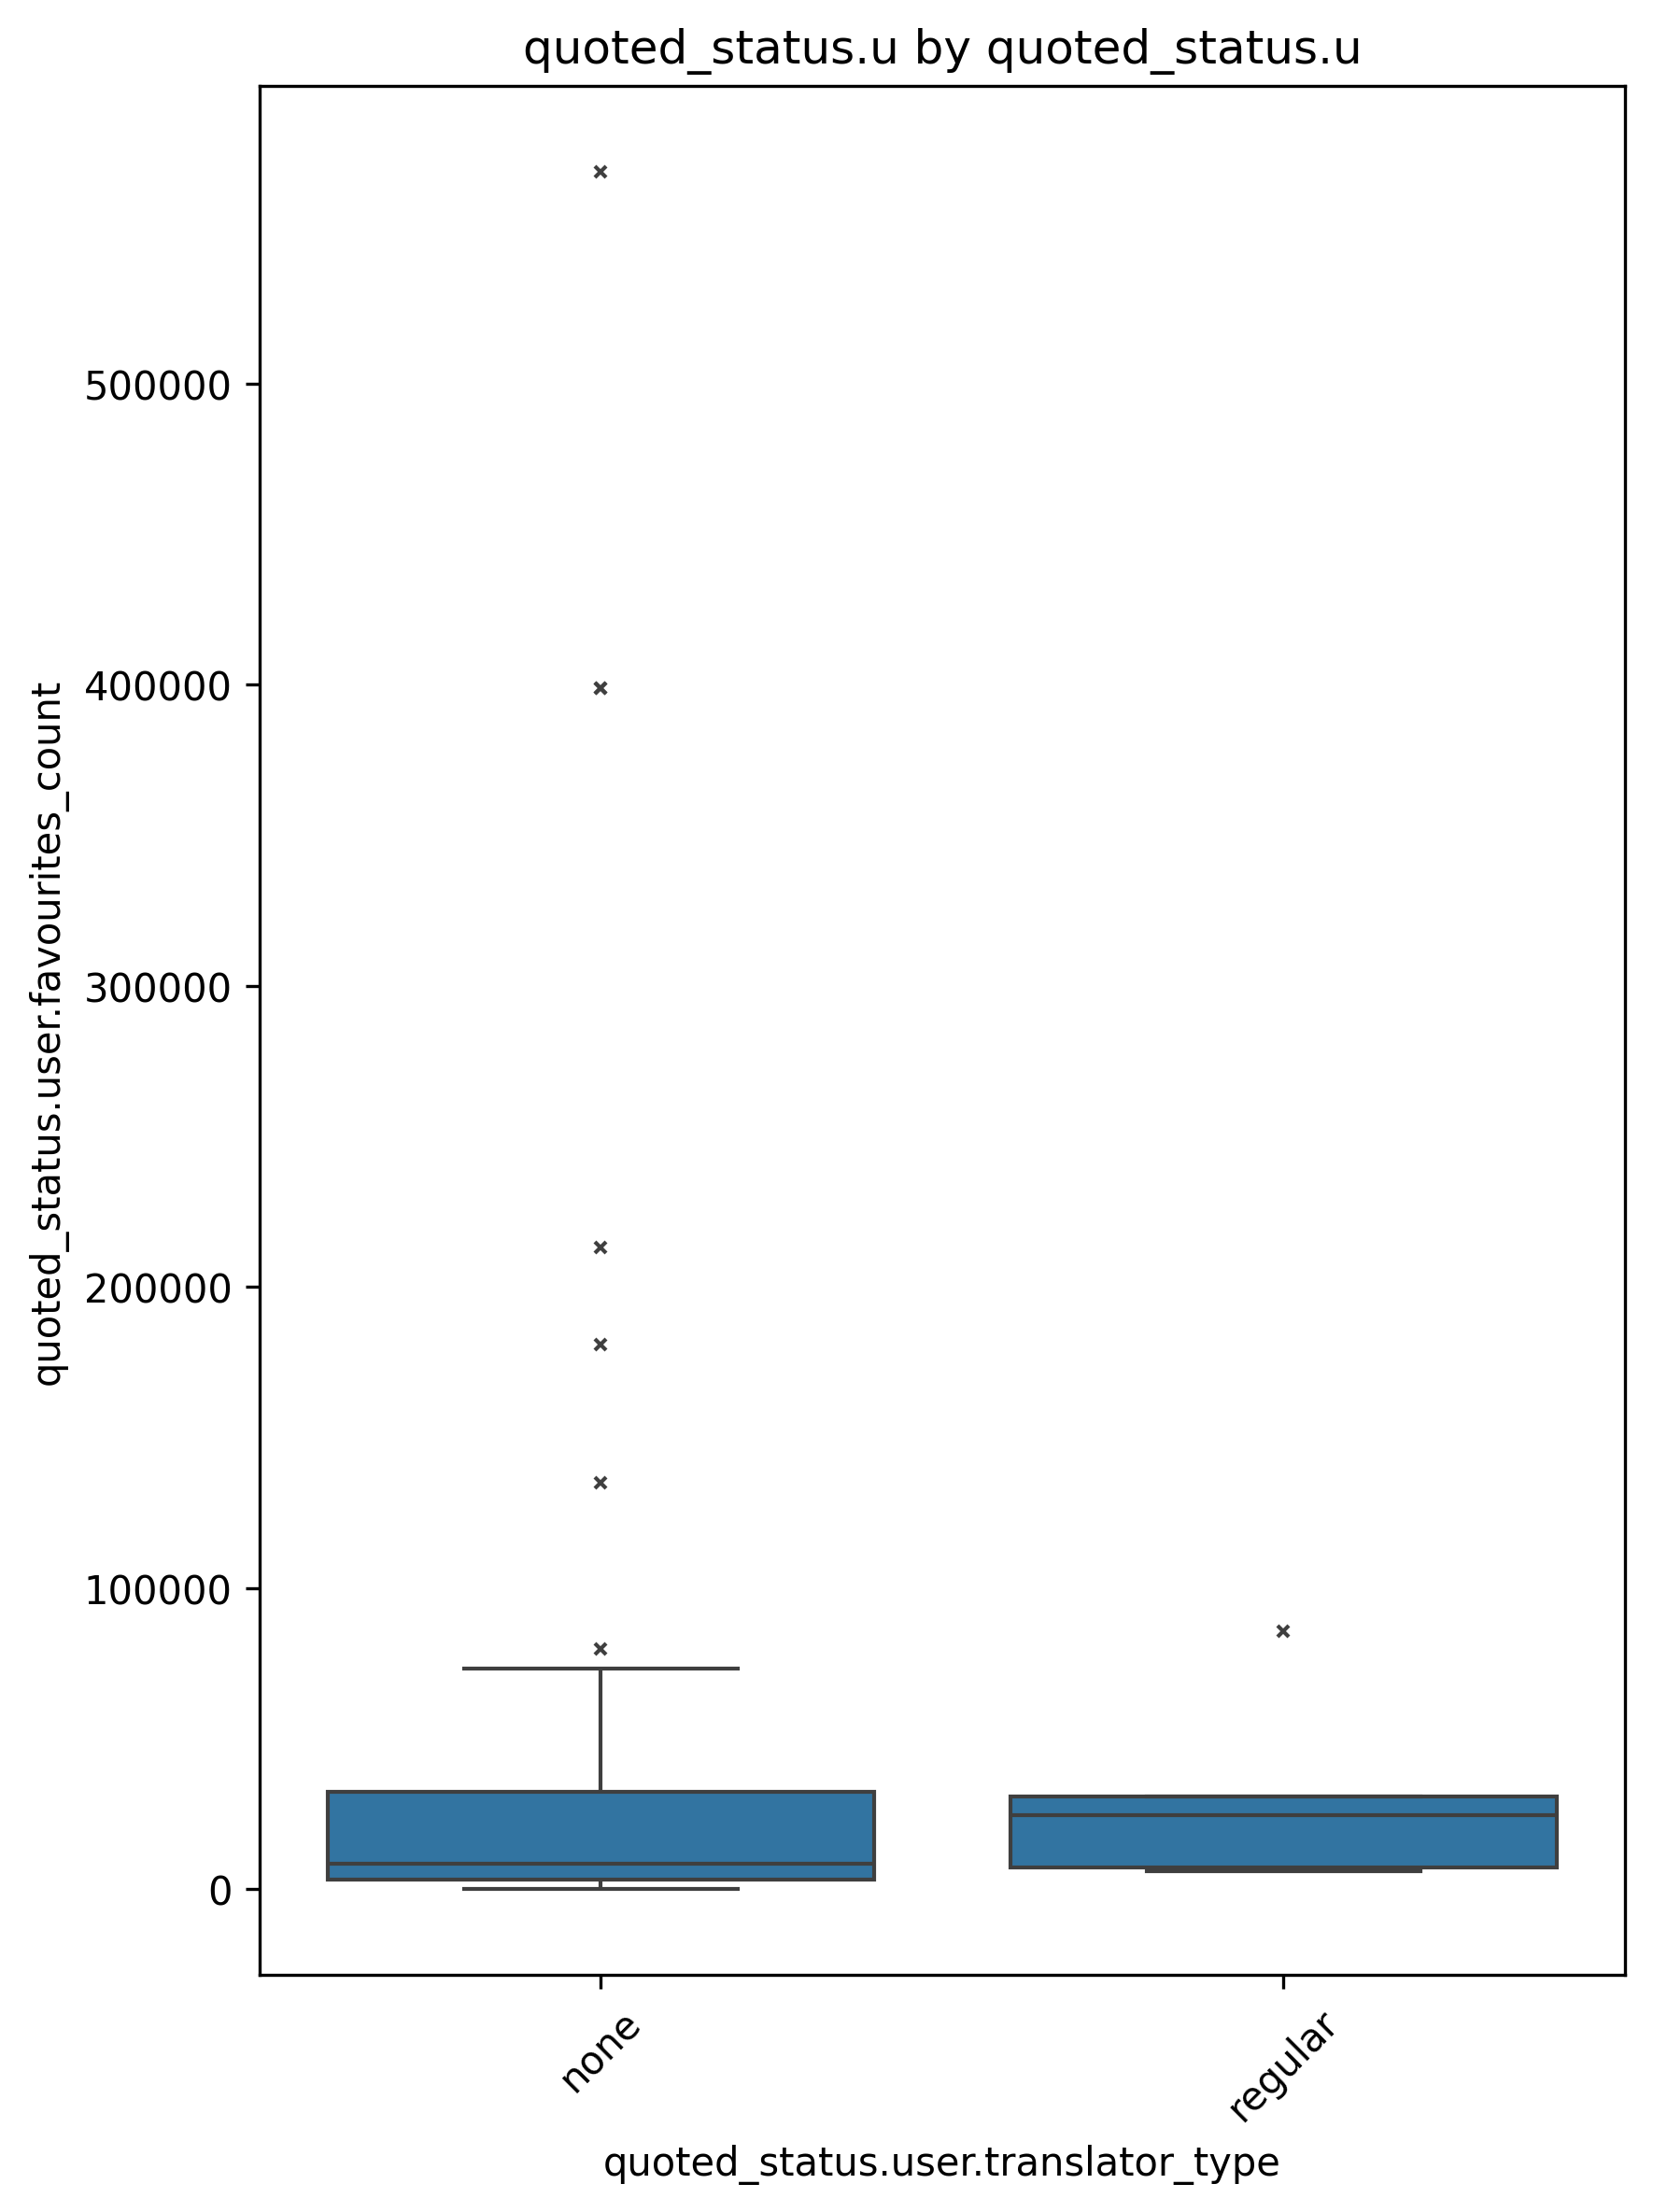 quoted_status.u by quoted_status.u
quoted_status.user.favourites_count
500000
400000
300000
200000
100000
0
none
regular
quoted_status.user.translator_type